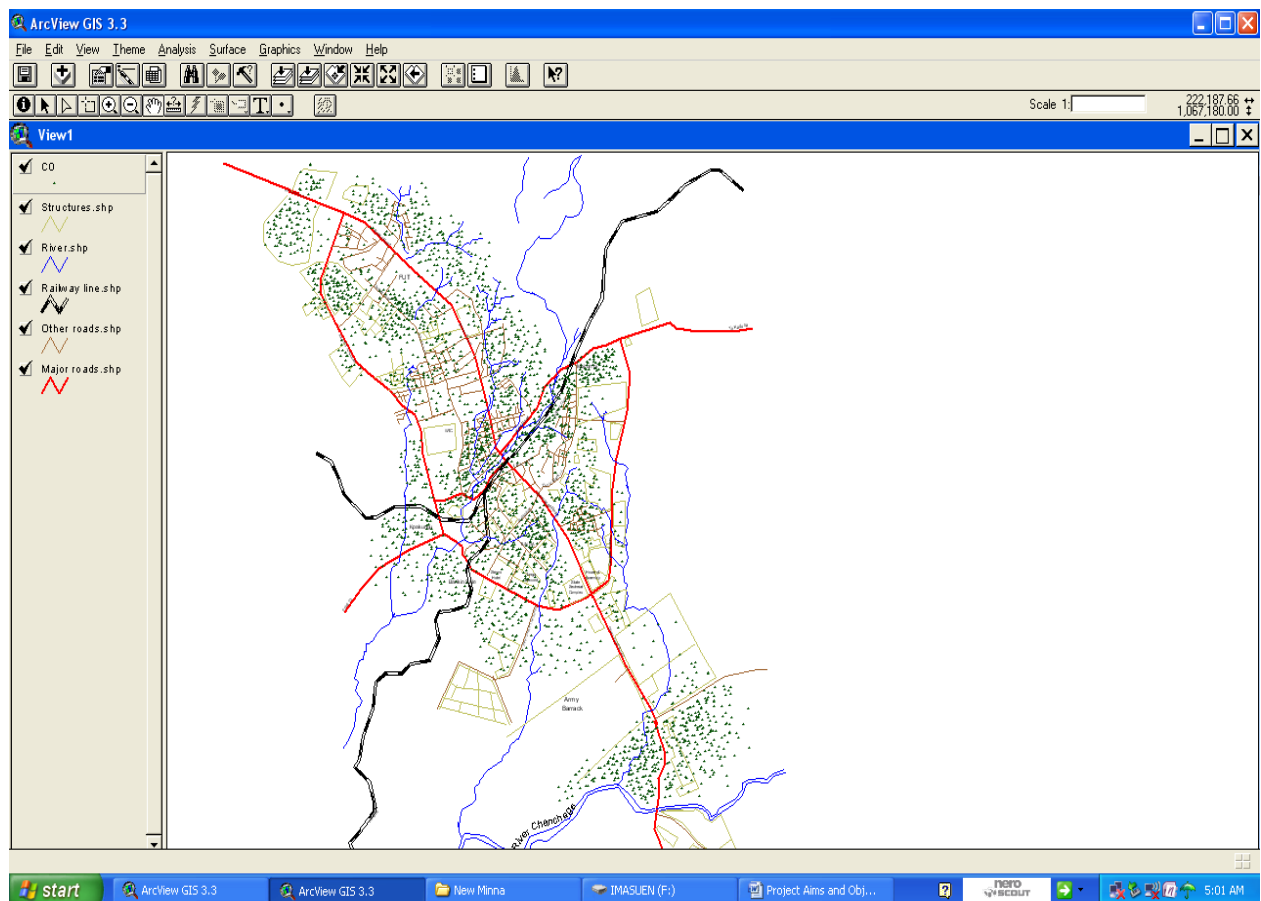 ArcView GIS 3.3
File Edit View Theme Analysis Surface Graphics Window Help
Scale 1:
222,187.66
1,067,180.00
View1
CO
Structures.shp
River.shp
Railway line.shp
Other roads.shp
Major roads.shp
FUT
Army
Barrack
River Chanchaga
start
ArcView GIS 3.3
ArcView GIS 3.3
New Minna
IMASUEN (F:)
Project Aims and Obj...
nero
SCOUT
5:01 AM